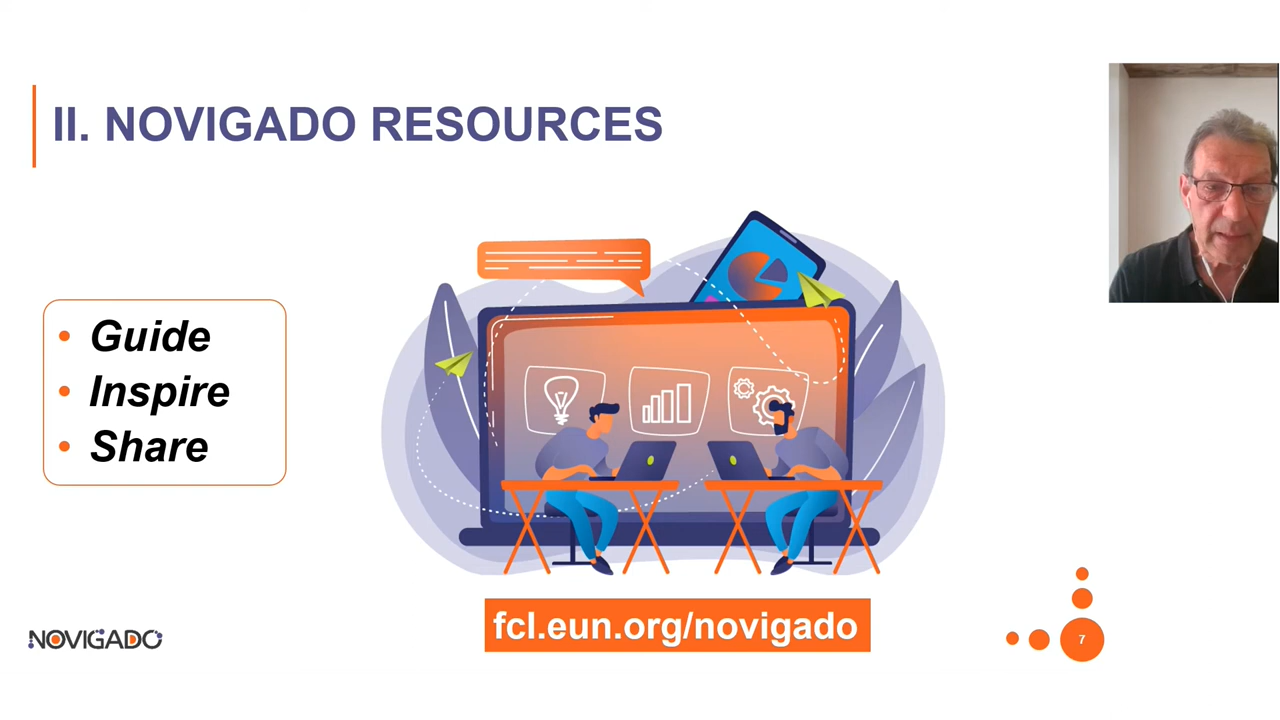 II. NOVIGADO RESOURCES
• Guide
• Inspire
• Share
fcl.eun.org/novigado
NOVIGADO
7